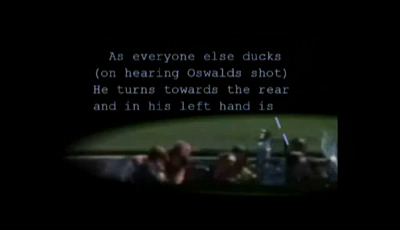 As everyone else ducks
(on hearing Oswalds shot)
He turns towards the rear
and in his left hand is